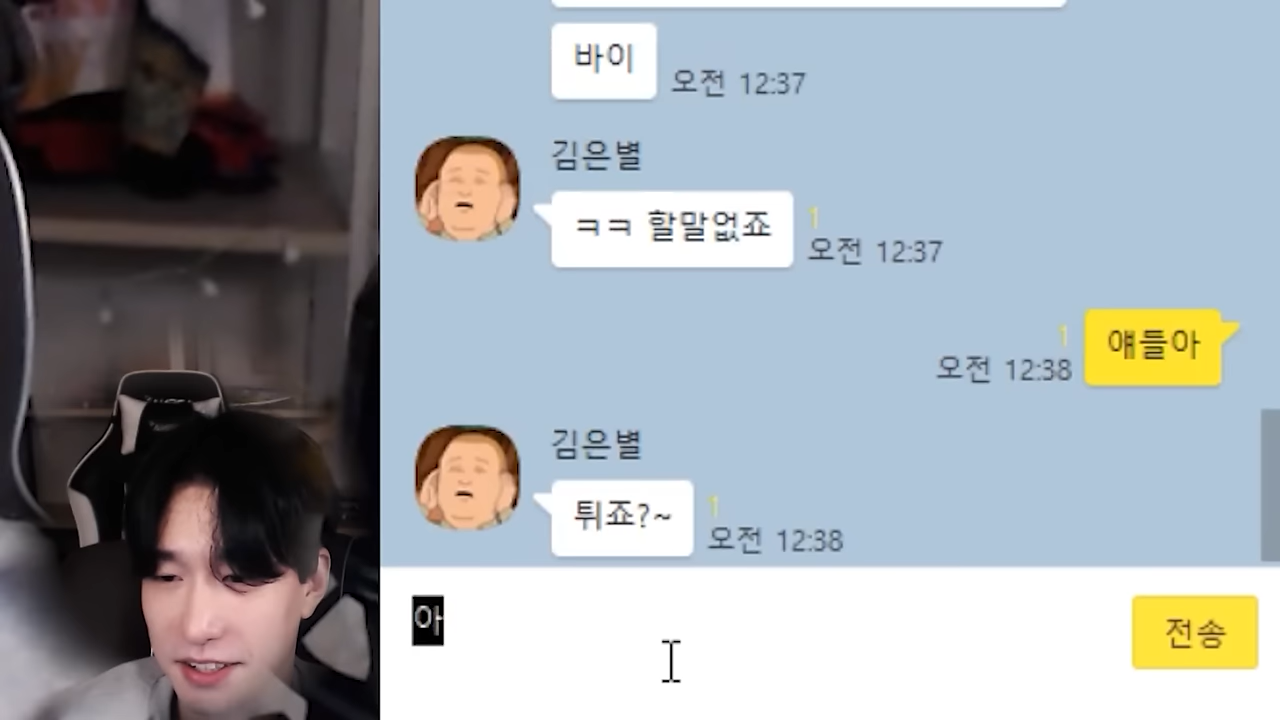 바이
오전 12:37
김은별
ㅋㅋ 할말없죠
1
오전 12:37
1
얘들아
오전 12:38
김은별
튀죠?~
1
오전 12:38
아
전송